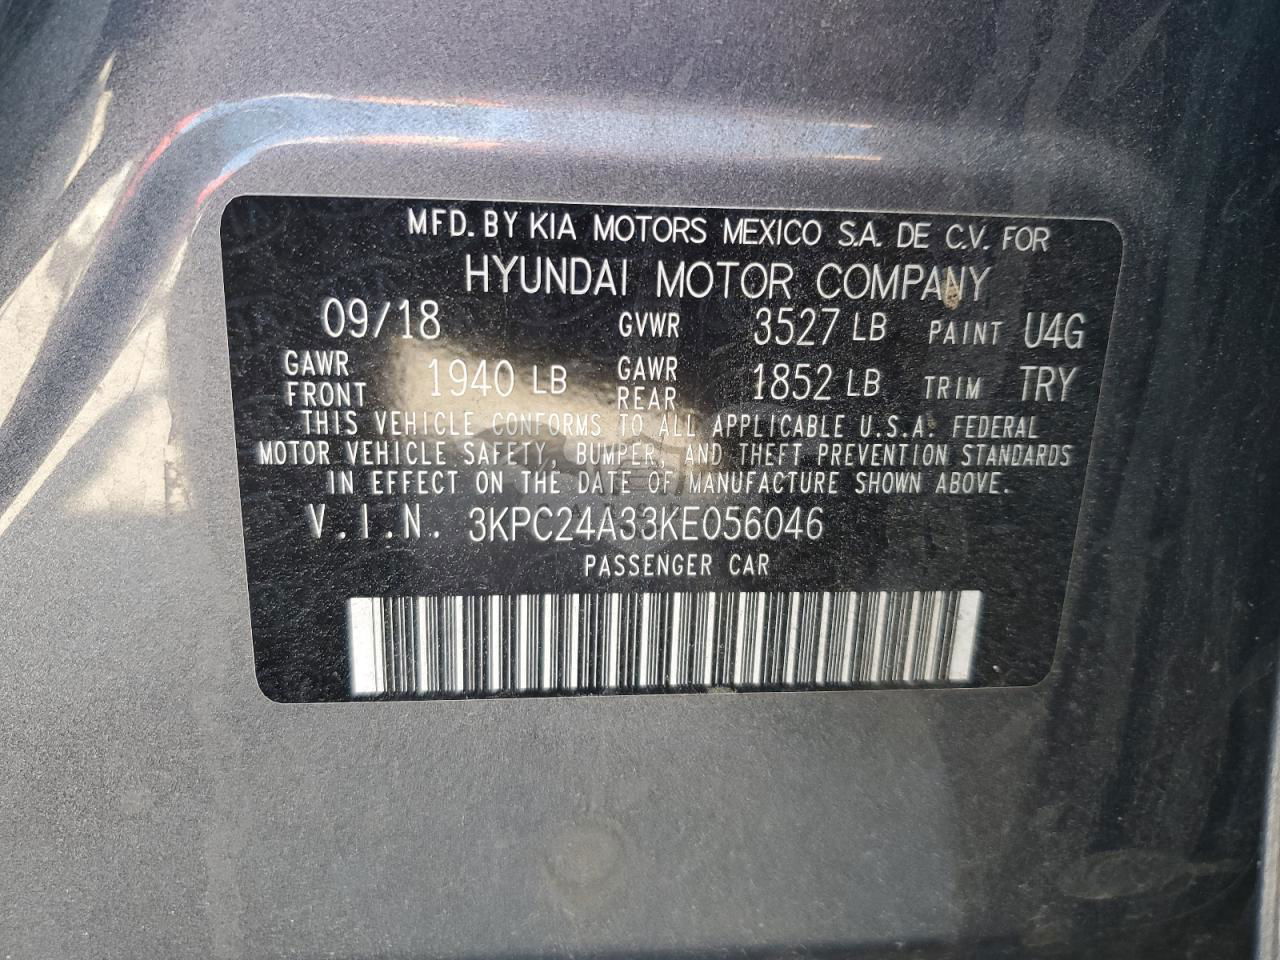 MFD. BY KIA MOTORS MEXICO S.A. DE C.V. FOR
HYUNDAI MOTOR COMPANY
09/18 GVWR 3527 LB PAINT U4G
GAWR FRONT 1940 LB GAWR REAR 1852 LB TRIM TRY
THIS VEHICLE CONFORMS TO ALL APPLICABLE U.S.A. FEDERAL
MOTOR VEHICLE SAFETY, BUMPER, AND THEFT PREVENTION STANDARDS
IN EFFECT ON THE DATE OF MANUFACTURE SHOWN ABOVE.
V.I.N. 3KPC24A33KE056046
PASSENGER CAR